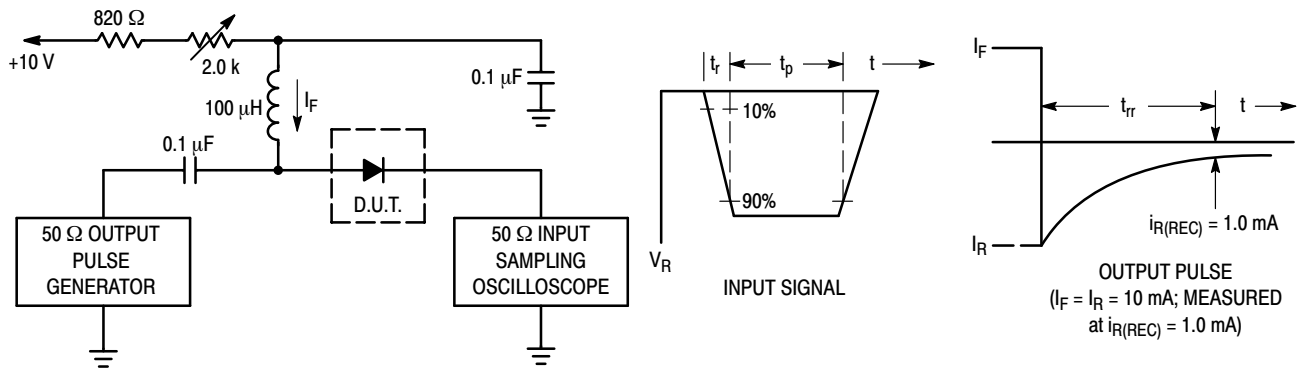 820 Ω
+10 V
2.0 k
0.1 µF
100 µH
I_F
0.1 µF
D.U.T.
50 Ω OUTPUT
PULSE
GENERATOR
50 Ω INPUT
SAMPLING
OSCILLOSCOPE
t_r
t_p
t
10%
90%
V_R
INPUT SIGNAL
I_F
t_rr
t
I_R
i_R(REC) = 1.0 mA
OUTPUT PULSE
(I_F = I_R = 10 mA; MEASURED
at i_R(REC) = 1.0 mA)